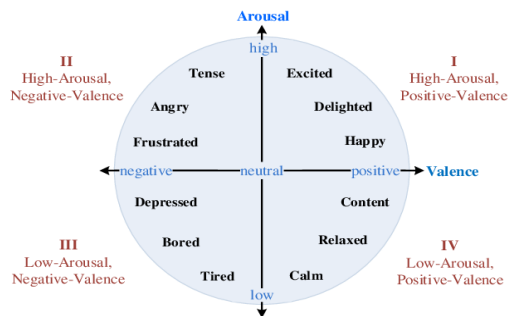 Arousal
high
II
High-Arousal,
Negative-Valence
I
High-Arousal,
Positive-Valence
Tense
Excited
Angry
Delighted
Frustrated
Happy
negative
neutral
positive
Valence
Depressed
Content
Bored
Relaxed
Tired
Calm
III
Low-Arousal,
Negative-Valence
IV
Low-Arousal,
Positive-Valence
low